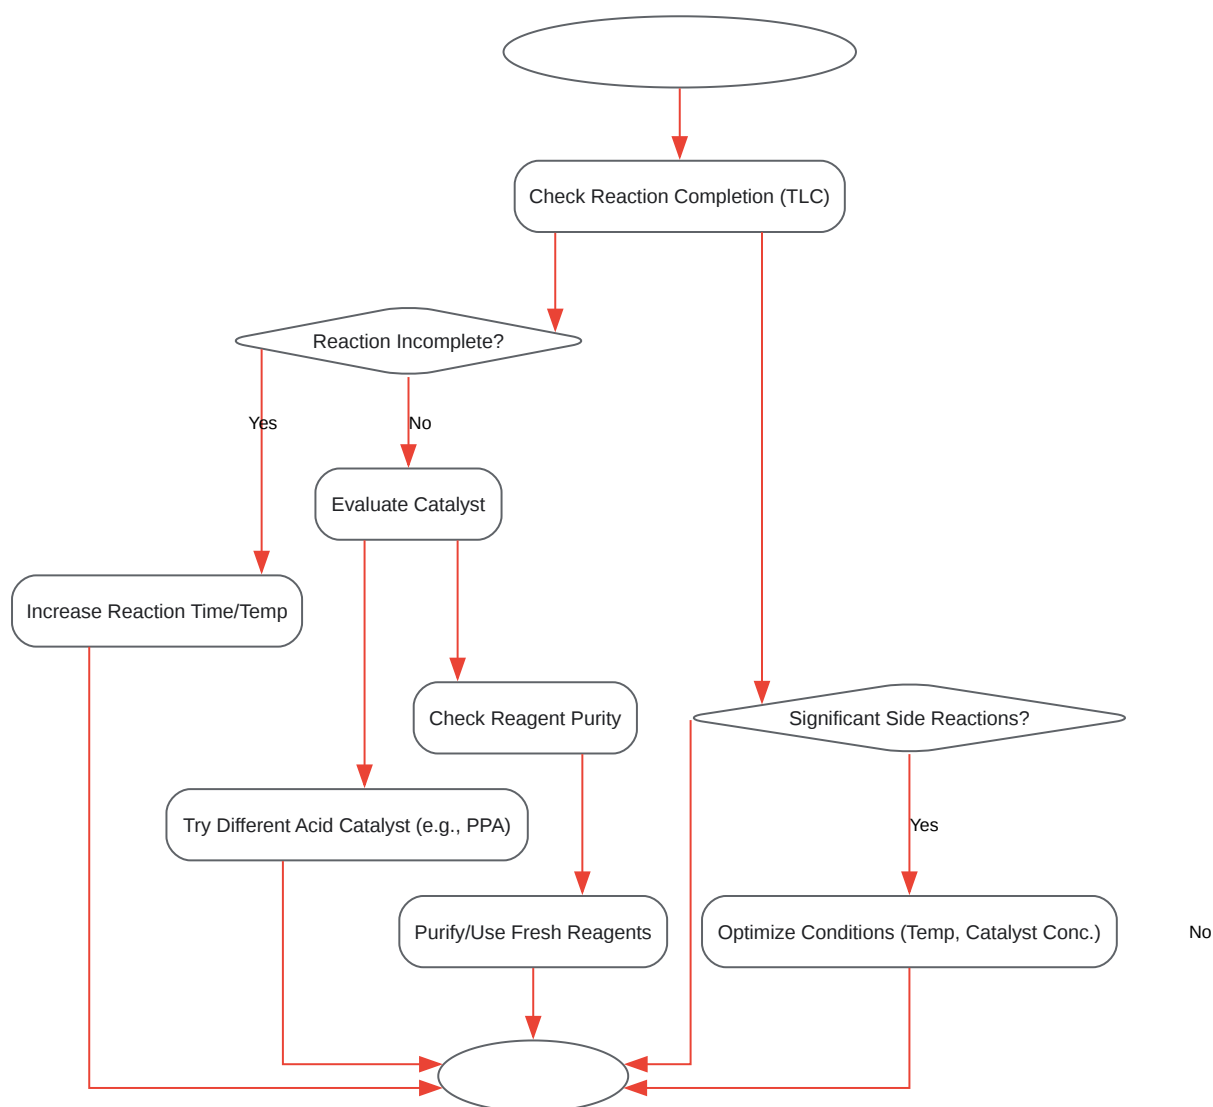 Check Reaction Completion (TLC)
Reaction Incomplete?
Yes
No
Evaluate Catalyst
Increase Reaction Time/Temp
Check Reagent Purity
Significant Side Reactions?
Try Different Acid Catalyst (e.g., PPA)
Yes
Purify/Use Fresh Reagents
Optimize Conditions (Temp, Catalyst Conc.)
No